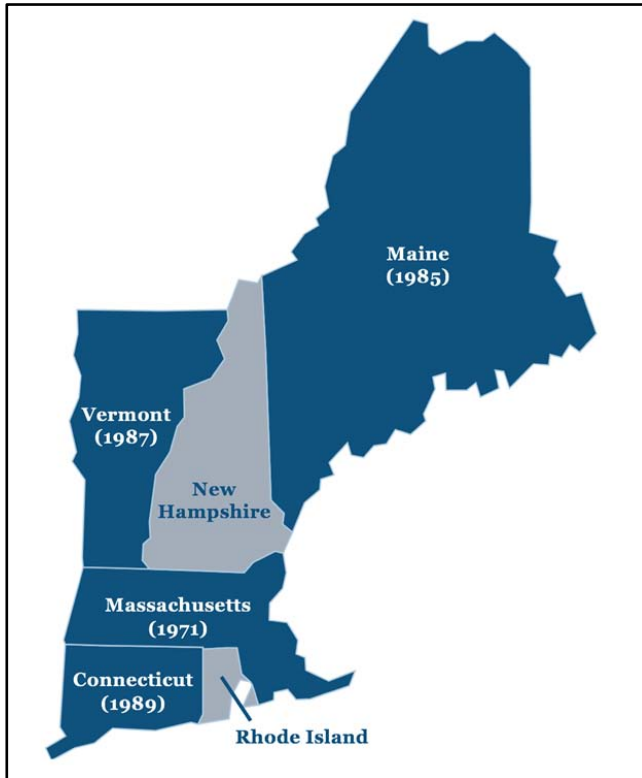 Maine
(1985)
Vermont
(1987)
New
Hampshire
Massachusetts
(1971)
Connecticut
(1989)
Rhode Island